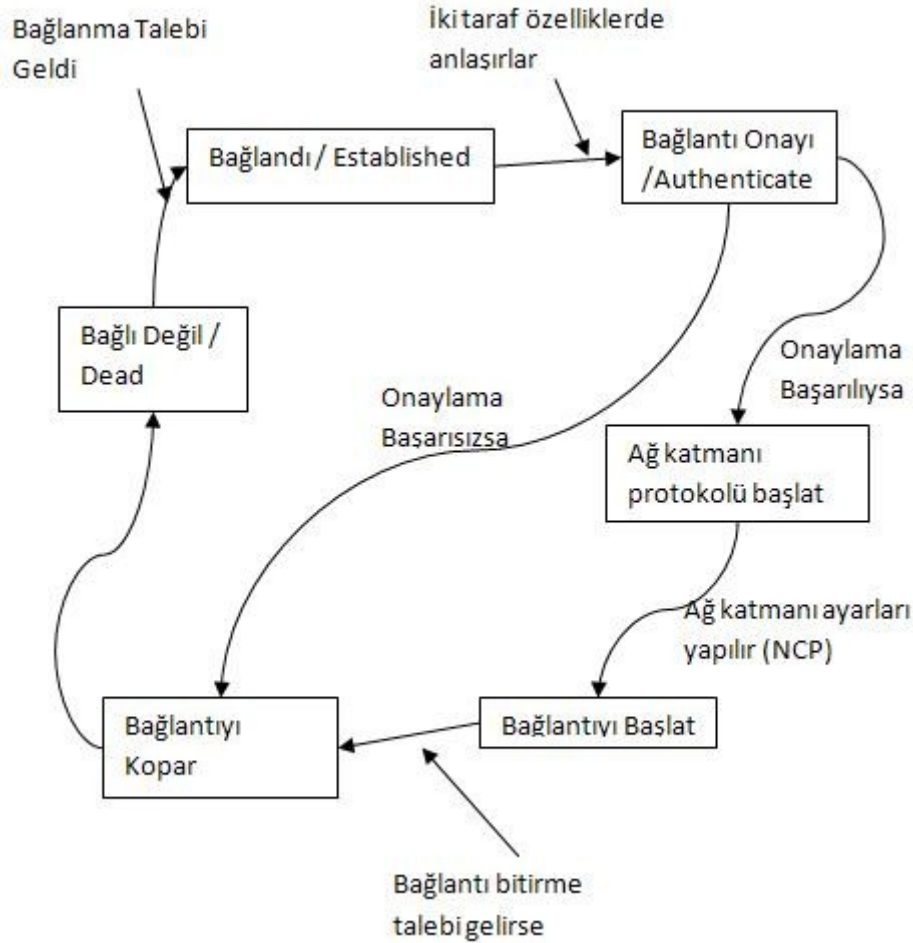 Bağlanma Talebi
Geldi
İki taraf özelliklerde
anlaşırlar
Bağlandı / Established
Bağlantı Onayı
/Authenticate
Bağlı Değil /
Dead
Onaylama
Başarılıysa
Onaylama
Başarısızsa
Ağ katmanı
protokolü başlat
Ağ katmanı ayarları
yapılır (NCP)
Bağlantıyı
Kopar
Bağlantıyı Başlat
Bağlantı bitirme
talebi gelirse